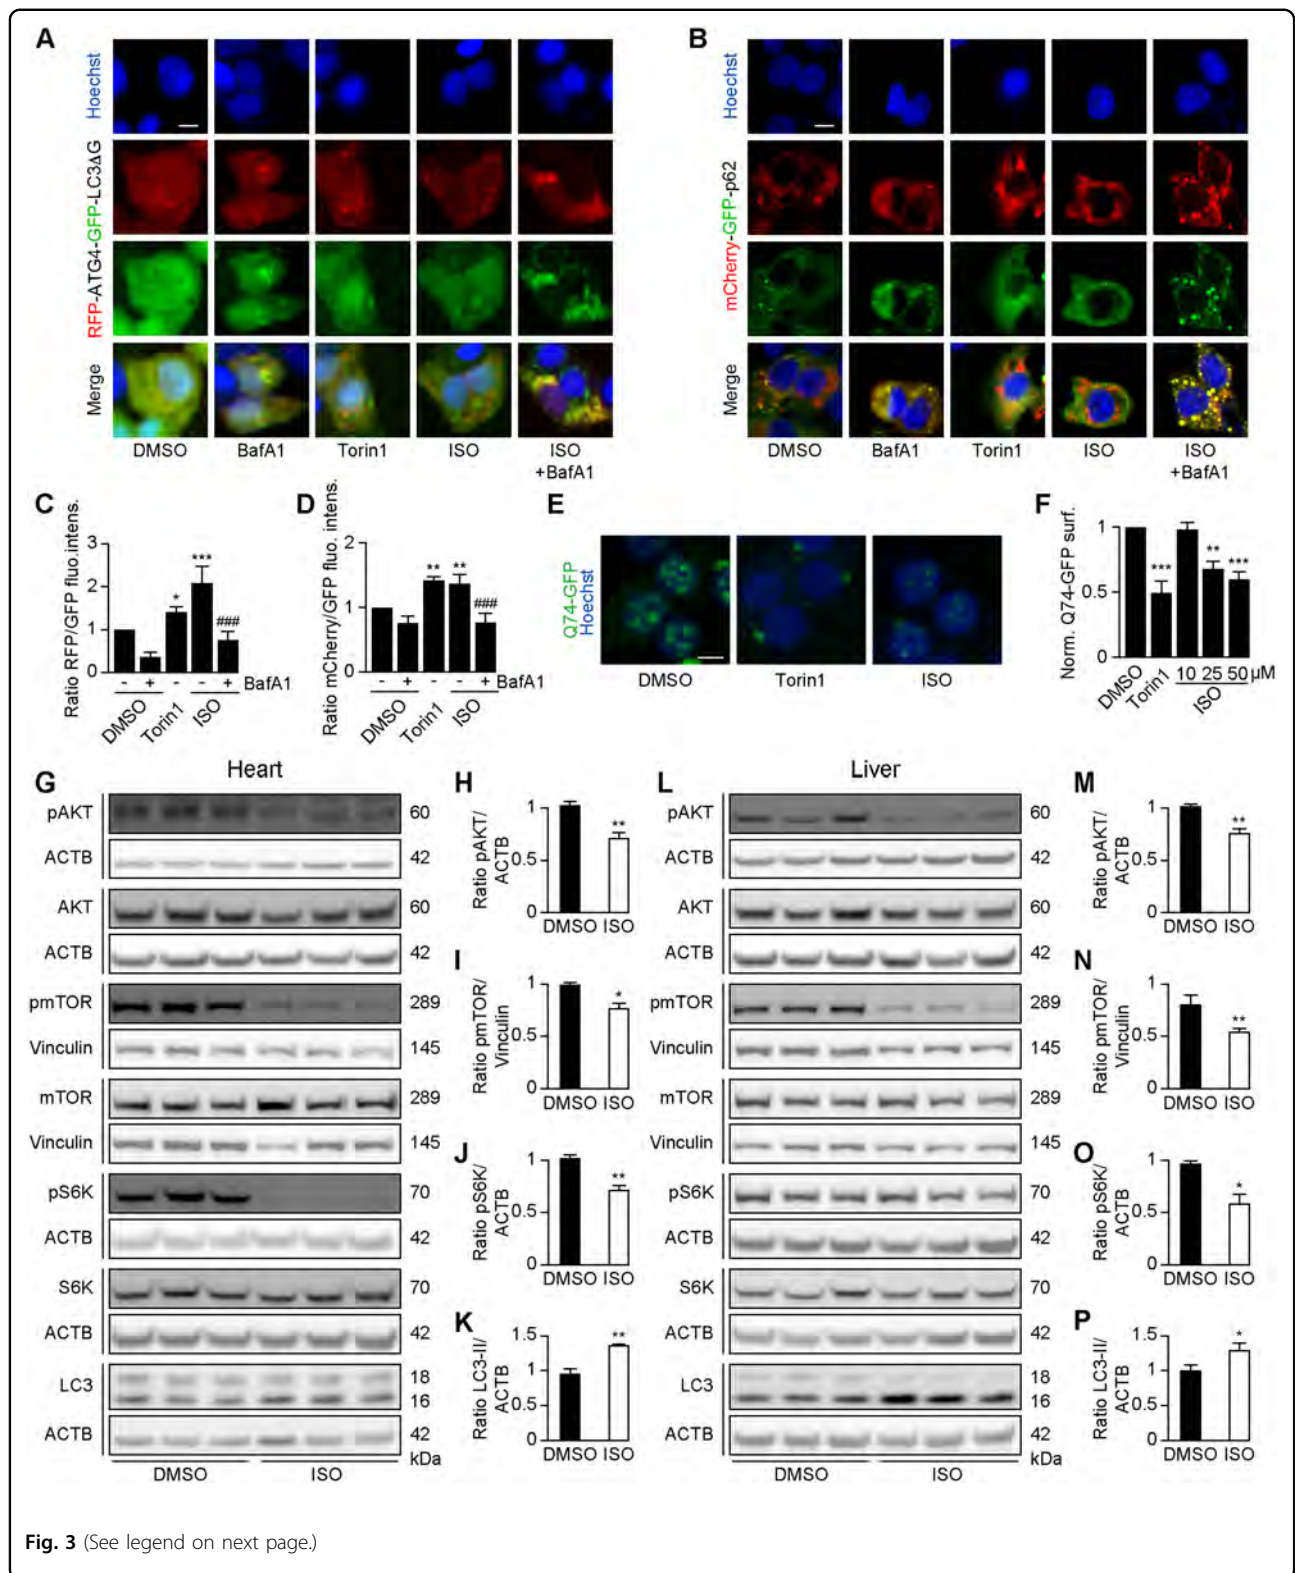 A
Hoechst
RFP-ATG4-GFP-LC3ΔG
Merge
DMSO
BafA1
Torin1
ISO
ISO
+BafA1
B
Hoechst
mCherry-GFP-p62
Merge
DMSO
BafA1
Torin1
ISO
ISO
+BafA1
C
Ratio RFP/GFP fluo.intens.
3
2
1
0
*
***
###
- + - - + BafA1
DMSO
Torin1
ISO
D
Ratio mCherry/GFP fluo. intens.
2
1
0
**
**
###
- + - - + BafA1
DMSO
Torin1
ISO
E
Q74-GFP
Hoechst
DMSO
Torin1
ISO
F
Norm. Q74-GFP surf.
1
0.5
0
***
**
***
DMSO
Torin1
10 25 50 µM
ISO
G
Heart
pAKT 60
ACTB 42
AKT 60
ACTB 42
pmTOR 289
Vinculin 145
mTOR 289
Vinculin 145
pS6K 70
ACTB 42
S6K 70
ACTB 42
LC3 18
16
ACTB 42
kDa
DMSO ISO
H
Ratio pAKT/
ACTB
1
0.5
0
**
DMSO ISO
I
Ratio pmTOR/
Vinculin
1
0.5
0
*
DMSO ISO
J
Ratio pS6K/
ACTB
1
0.5
0
**
DMSO ISO
K
Ratio LC3-II/
ACTB
1.5
1
0.5
0
**
DMSO ISO
L
Liver
pAKT 60
ACTB 42
AKT 60
ACTB 42
pmTOR 289
Vinculin 145
mTOR 289
Vinculin 145
pS6K 70
ACTB 42
S6K 70
ACTB 42
LC3 18
16
ACTB 42
kDa
DMSO ISO
M
Ratio pAKT/
ACTB
1
0.5
0
**
DMSO ISO
N
Ratio pmTOR/
Vinculin
1
0.5
0
**
DMSO ISO
O
Ratio pS6K/
ACTB
1
0.5
0
*
DMSO ISO
P
Ratio LC3-II/
ACTB
1.5
1
0.5
0
*
DMSO ISO
Fig. 3 (See legend on next page.)